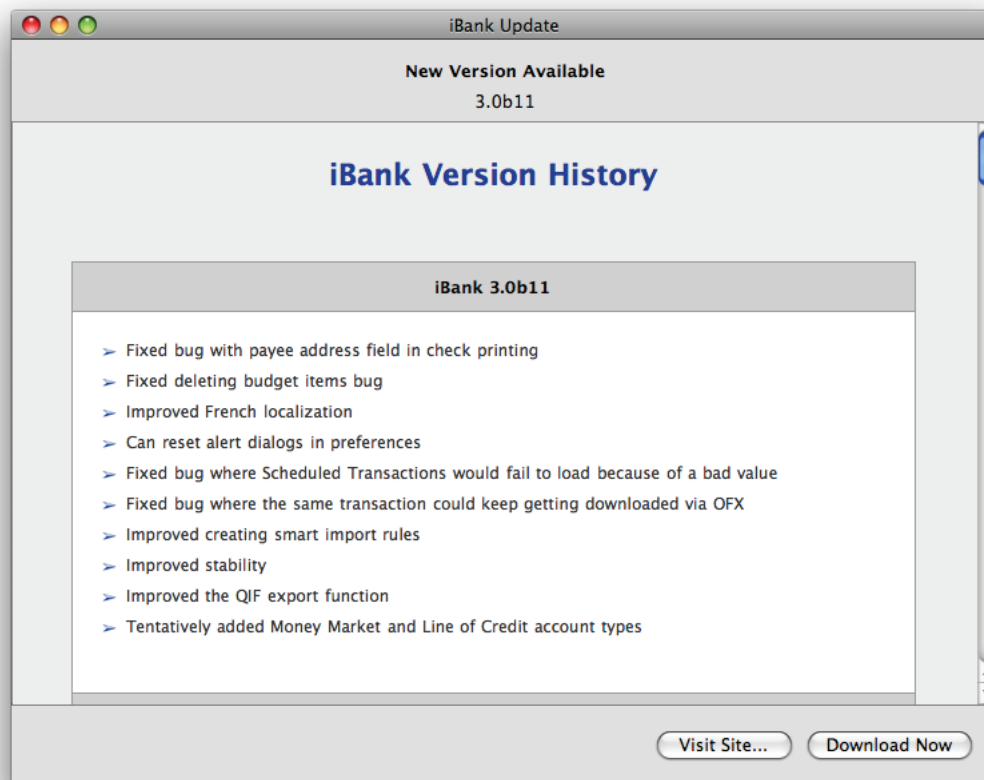 iBank Update
New Version Available
3.0b11
iBank Version History
iBank 3.0b11
➢ Fixed bug with payee address field in check printing
➢ Fixed deleting budget items bug
➢ Improved French localization
➢ Can reset alert dialogs in preferences
➢ Fixed bug where Scheduled Transactions would fail to load because of a bad value
➢ Fixed bug where the same transaction could keep getting downloaded via OFX
➢ Improved creating smart import rules
➢ Improved stability
➢ Improved the QIF export function
➢ Tentatively added Money Market and Line of Credit account types
Visit Site... Download Now